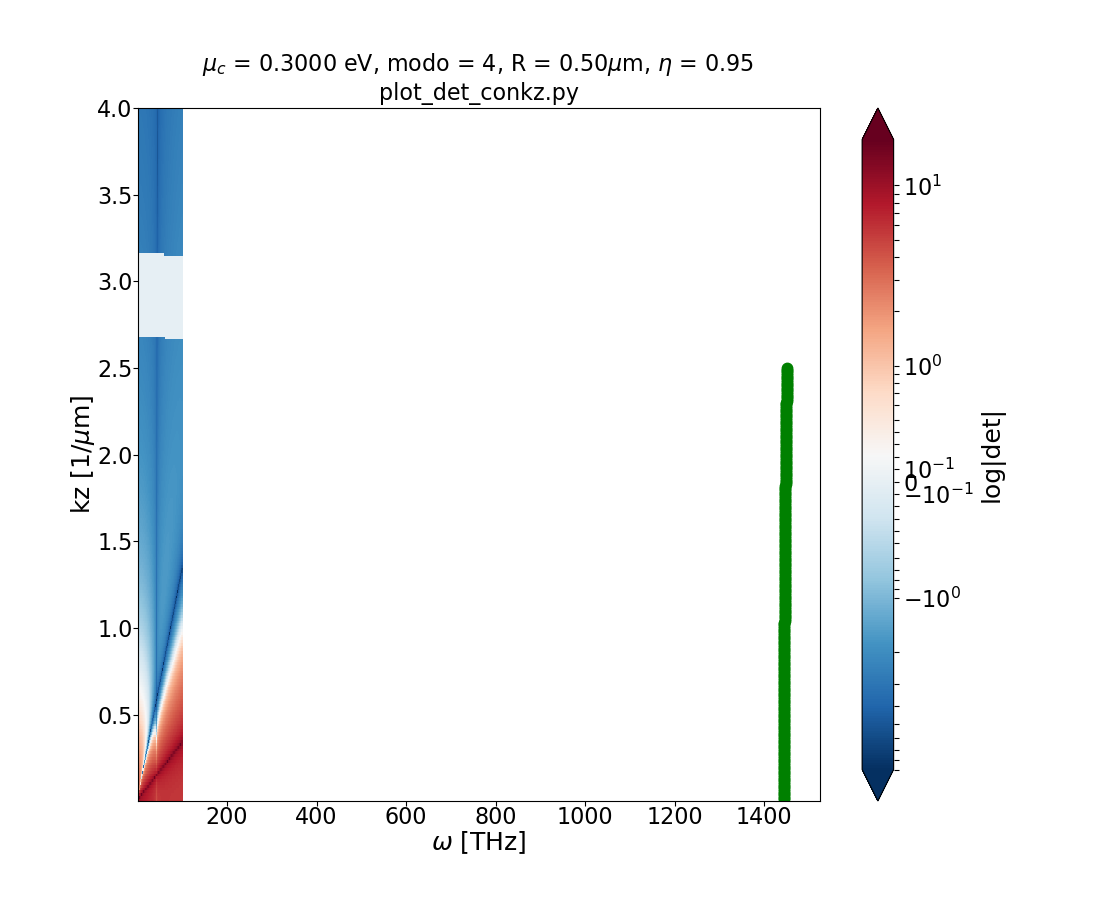 μ_c = 0.3000 eV, modo = 4, R = 0.50μm, η = 0.95
plot_det_conkz.py
4.0
3.5
3.0
2.5
2.0
1.5
1.0
0.5
kz [1/μm]
200 400 600 800 1000 1200 1400
ω [THz]
10¹
10⁰
10⁻¹
0
−10⁻¹
−10⁰
log|det|